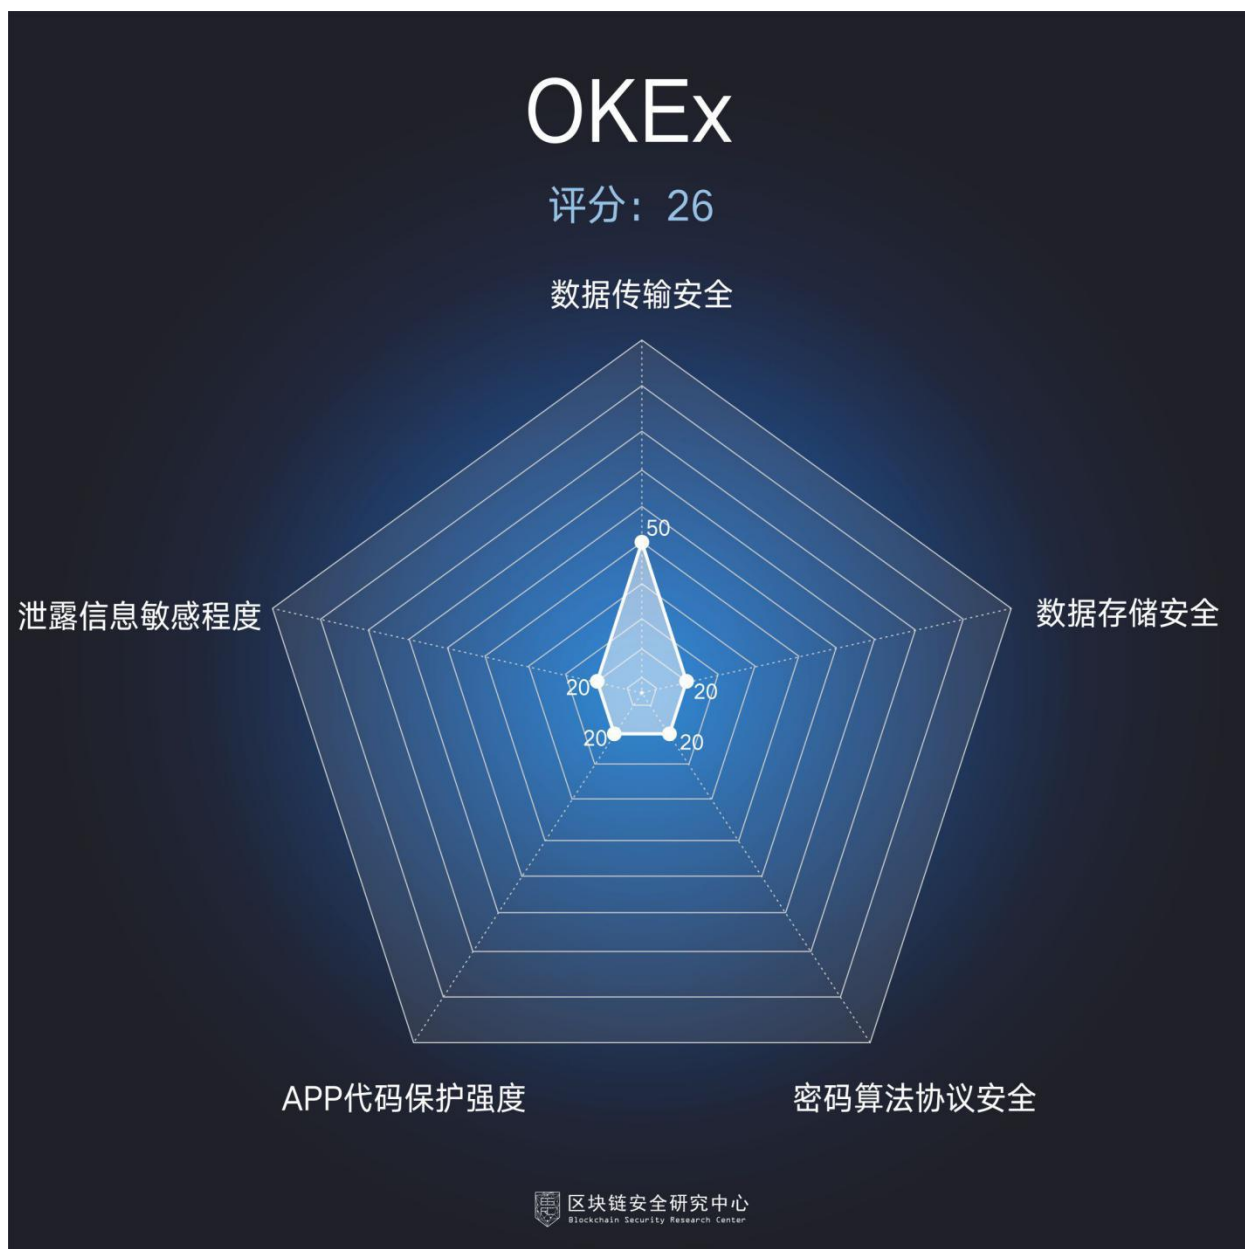 OKEx
评分：26
数据传输安全
50
泄露信息敏感程度
数据存储安全
20
20
20
20
APP代码保护强度
密码算法协议安全
区块链安全研究中心
Blockchain Security Research Center